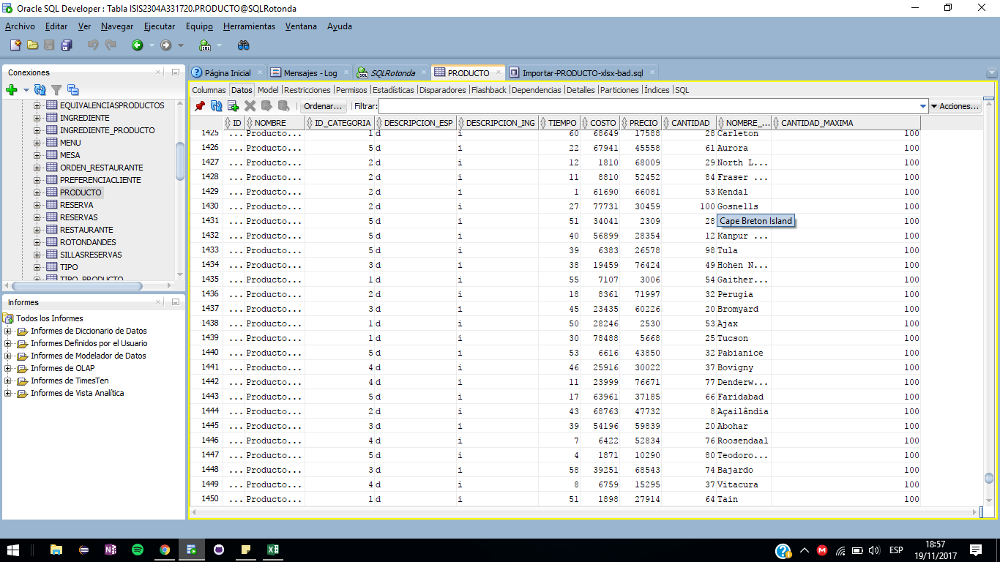 Oracle SQL Developer : Tabla ISIS2304A331720.PRODUCTO@SQLRotonda
Archivo Editar Ver Navegar Ejecutar Equipo Herramientas Ventana Ayuda
Conexiones
EQUIVALENCIASPRODUCTOS
INGREDIENTE
INGREDIENTE_PRODUCTO
MENU
MESA
ORDEN_RESTAURANTE
PREFERENCIACLIENTE
PRODUCTO
RESERVA
RESERVAS
RESTAURANTE
ROTONDANDES
SILLASRESERVAS
TIPO
TIPO_PRODUCTO
Informes
Todos los Informes
Informes de Diccionario de Datos
Informes Definidos por el Usuario
Informes de Modelador de Datos
Informes de OLAP
Informes de TimesTen
Informes de Vista Analítica
Página Inicial Mensajes - Log SQLRotonda PRODUCTO Importar-PRODUCTO-xlsx-bad.sql
Columnas Datos Model Restricciones Permisos Estadísticas Disparadores Flashback Dependencias Detalles Particiones Índices SQL
Ordenar... Filtrar: Acciones...
ID NOMBRE ID_CATEGORIA DESCRIPCION_ESP DESCRIPCION_ING TIEMPO COSTO PRECIO CANTIDAD NOMBRE_... CANTIDAD_MAXIMA
1425 ... Producto... 1 d i 60 68649 17588 28 Carleton 100
1426 ... Producto... 5 d i 22 67941 45558 61 Aurora 100
1427 ... Producto... 2 d i 12 1810 68009 29 North L... 100
1428 ... Producto... 2 d i 11 8810 52452 84 Fraser ... 100
1429 ... Producto... 2 d i 1 61690 66081 53 Kendal 100
1430 ... Producto... 2 d i 27 77731 30459 100 Gosnells 100
1431 ... Producto... 5 d i 51 34041 2309 28 Cape Breton Island 100
1432 ... Producto... 5 d i 40 56899 28354 12 Kanpur ... 100
1433 ... Producto... 5 d i 39 6383 26578 98 Tula 100
1434 ... Producto... 3 d i 38 19459 76424 49 Hohen N... 100
1435 ... Producto... 1 d i 55 7107 3006 54 Gaither... 100
1436 ... Producto... 2 d i 18 8361 71997 32 Perugia 100
1437 ... Producto... 3 d i 45 23435 60226 20 Bromyard 100
1438 ... Producto... 1 d i 50 28246 2530 53 Ajax 100
1439 ... Producto... 1 d i 30 78488 5668 25 Tucson 100
1440 ... Producto... 5 d i 53 6616 43850 32 Pabianice 100
1441 ... Producto... 4 d i 46 25916 30022 37 Bovigny 100
1442 ... Producto... 4 d i 11 23999 76671 77 Denderw... 100
1443 ... Producto... 5 d i 17 63961 37185 66 Faridabad 100
1444 ... Producto... 2 d i 43 68763 47732 8 Açailândia 100
1445 ... Producto... 3 d i 39 54196 59839 20 Abohar 100
1446 ... Producto... 4 d i 7 6422 52834 76 Roosendaal 100
1447 ... Producto... 5 d i 4 1871 10290 80 Teodoro... 100
1448 ... Producto... 3 d i 58 39251 68543 74 Bajardo 100
1449 ... Producto... 4 d i 8 6759 15295 37 Vitacura 100
1450 ... Producto... 1 d i 51 1898 27914 64 Tain 100
ESP
18:57
19/11/2017